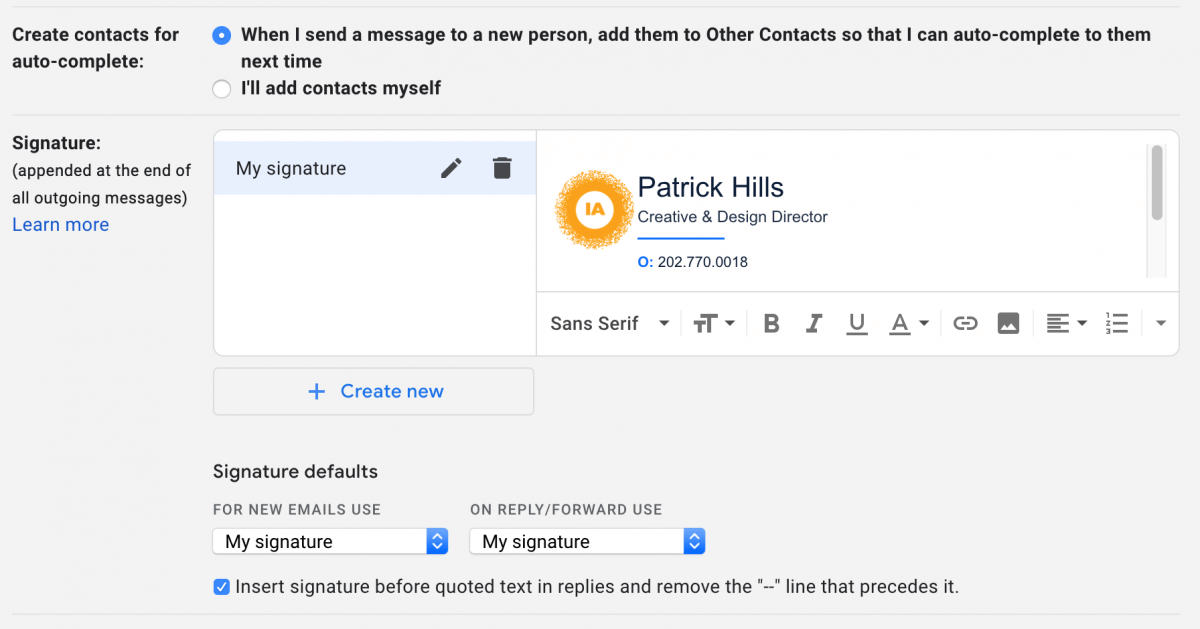 Create contacts for
auto-complete:
When I send a message to a new person, add them to Other Contacts so that I can auto-complete to them
next time
I'll add contacts myself
Signature:
(appended at the end of
all outgoing messages)
Learn more
My signature
IA
Patrick Hills
Creative & Design Director
O: 202.770.0018
Sans Serif
+ Create new
Signature defaults
FOR NEW EMAILS USE
ON REPLY/FORWARD USE
My signature
My signature
Insert signature before quoted text in replies and remove the "--" line that precedes it.